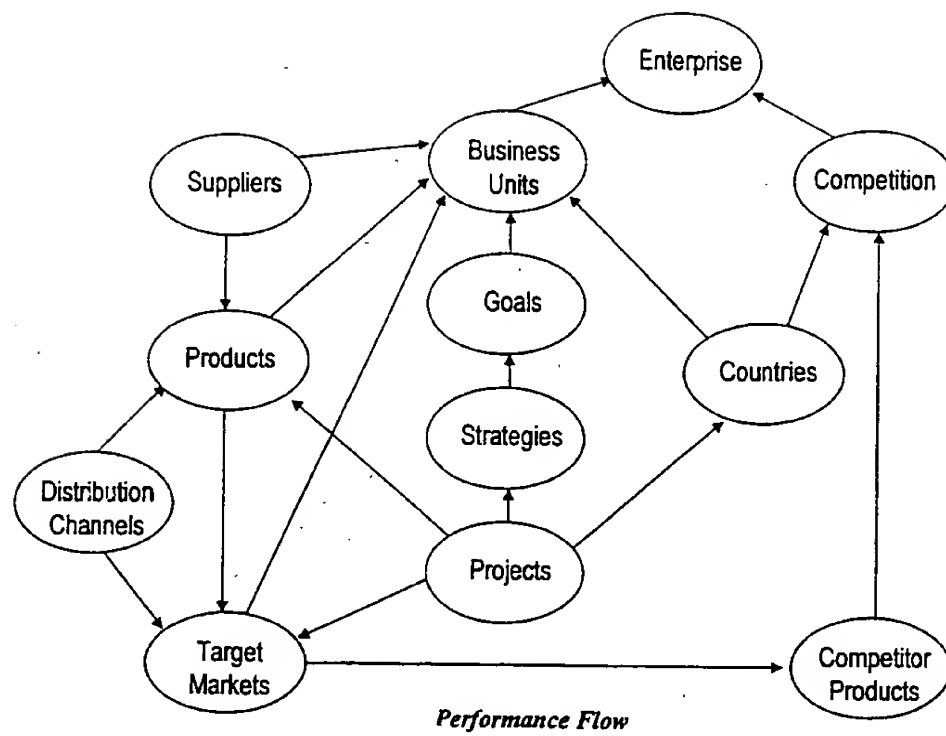 Enterprise
Business
Units
Suppliers
Competition
Goals
Products
Countries
Strategies
Distribution
Channels
Projects
Target
Markets
Competitor
Products
Performance Flow